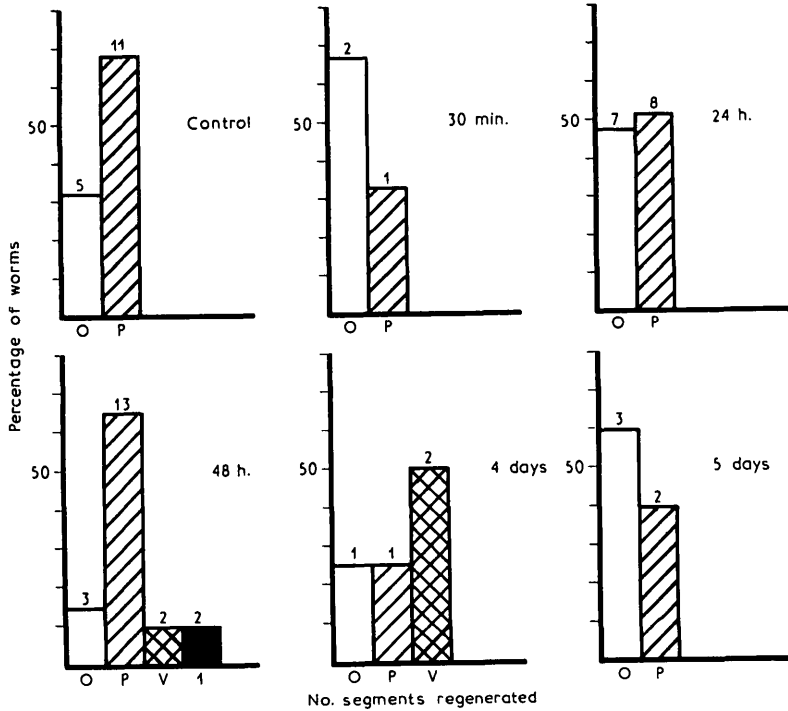 11
50
Control
5
O P
2
50
30 min.
1
O P
7 8
50
24 h.
O P
Percentage of worms
13
50
48 h.
3 2 2
O P V 1
2
50
4 days
1 1
O P V
3
50
5 days
2
O P
No. segments regenerated